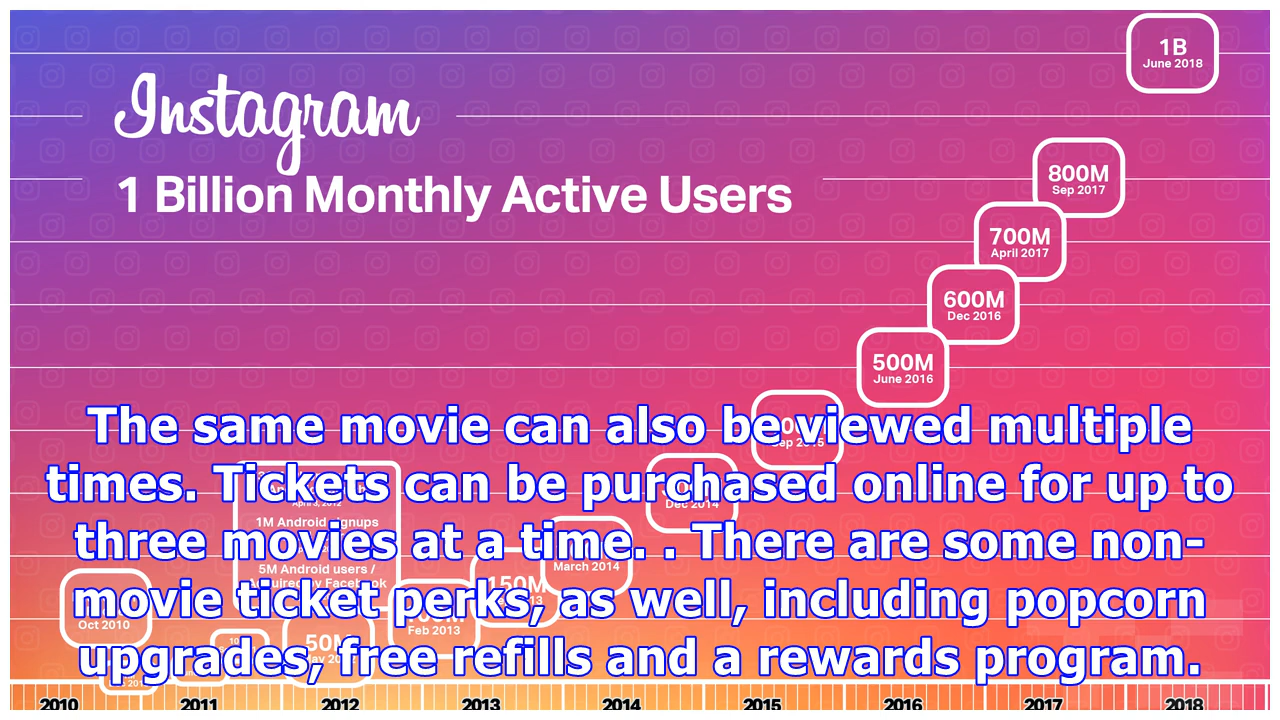 1B
June 2018
Instagram
1 Billion Monthly Active Users
800M
Sep 2017
700M
April 2017
600M
Dec 2016
500M
June 2016
The same movie can also be viewed multiple
times. Tickets can be purchased online for up to
three movies at a time. . There are some non-
movie ticket perks, as well, including popcorn
upgrades, free refills and a rewards program.
Dec 2014
March 2014
150M
1M Android signups
5M Android users /
Acquired by Facebook
Feb 2013
50M
Oct 2010
2010 2011 2012 2013 2014 2015 2016 2017 2018